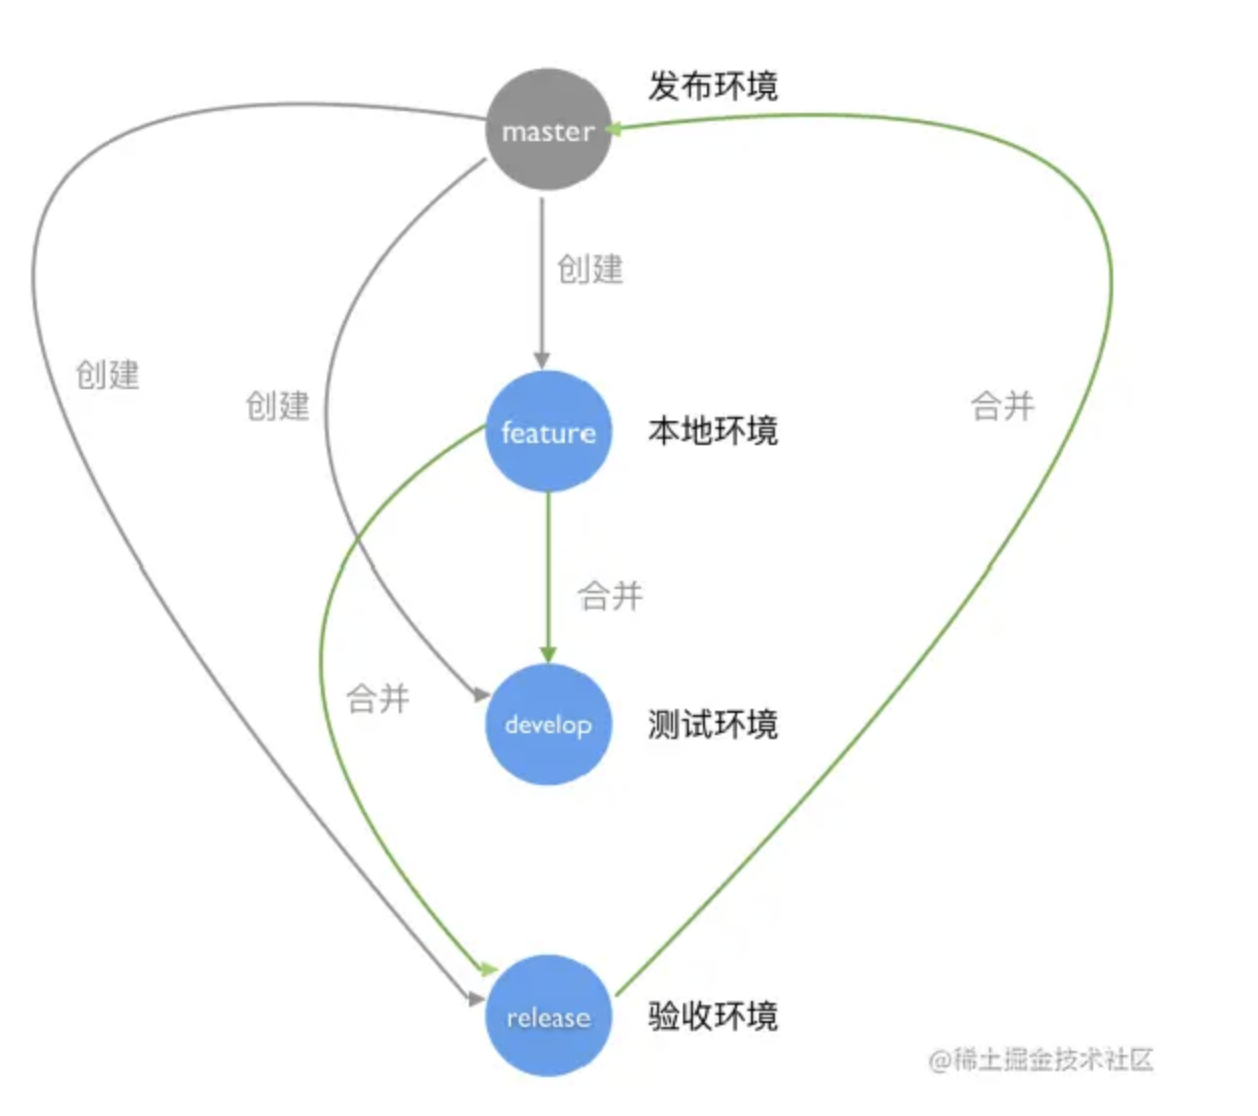 发布环境
master
创建
创建
创建
合并
feature
本地环境
合并
合并
develop
测试环境
release
验收环境
@稀土掘金技术社区